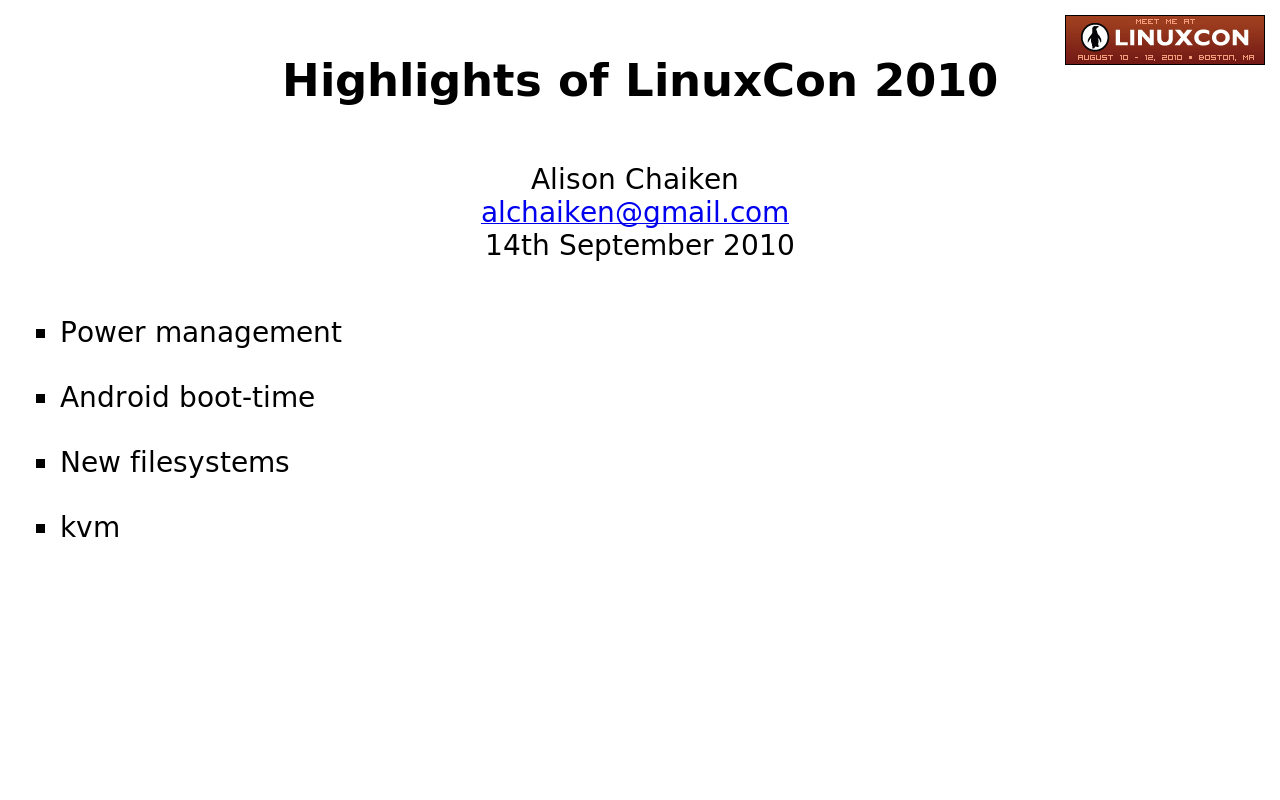 MEET ME AT
LINUXCON
AUGUST 10 - 12, 2010 • BOSTON, MA
Highlights of LinuxCon 2010
Alison Chaiken
alchaiken@gmail.com
14th September 2010
Power management
Android boot-time
New filesystems
kvm